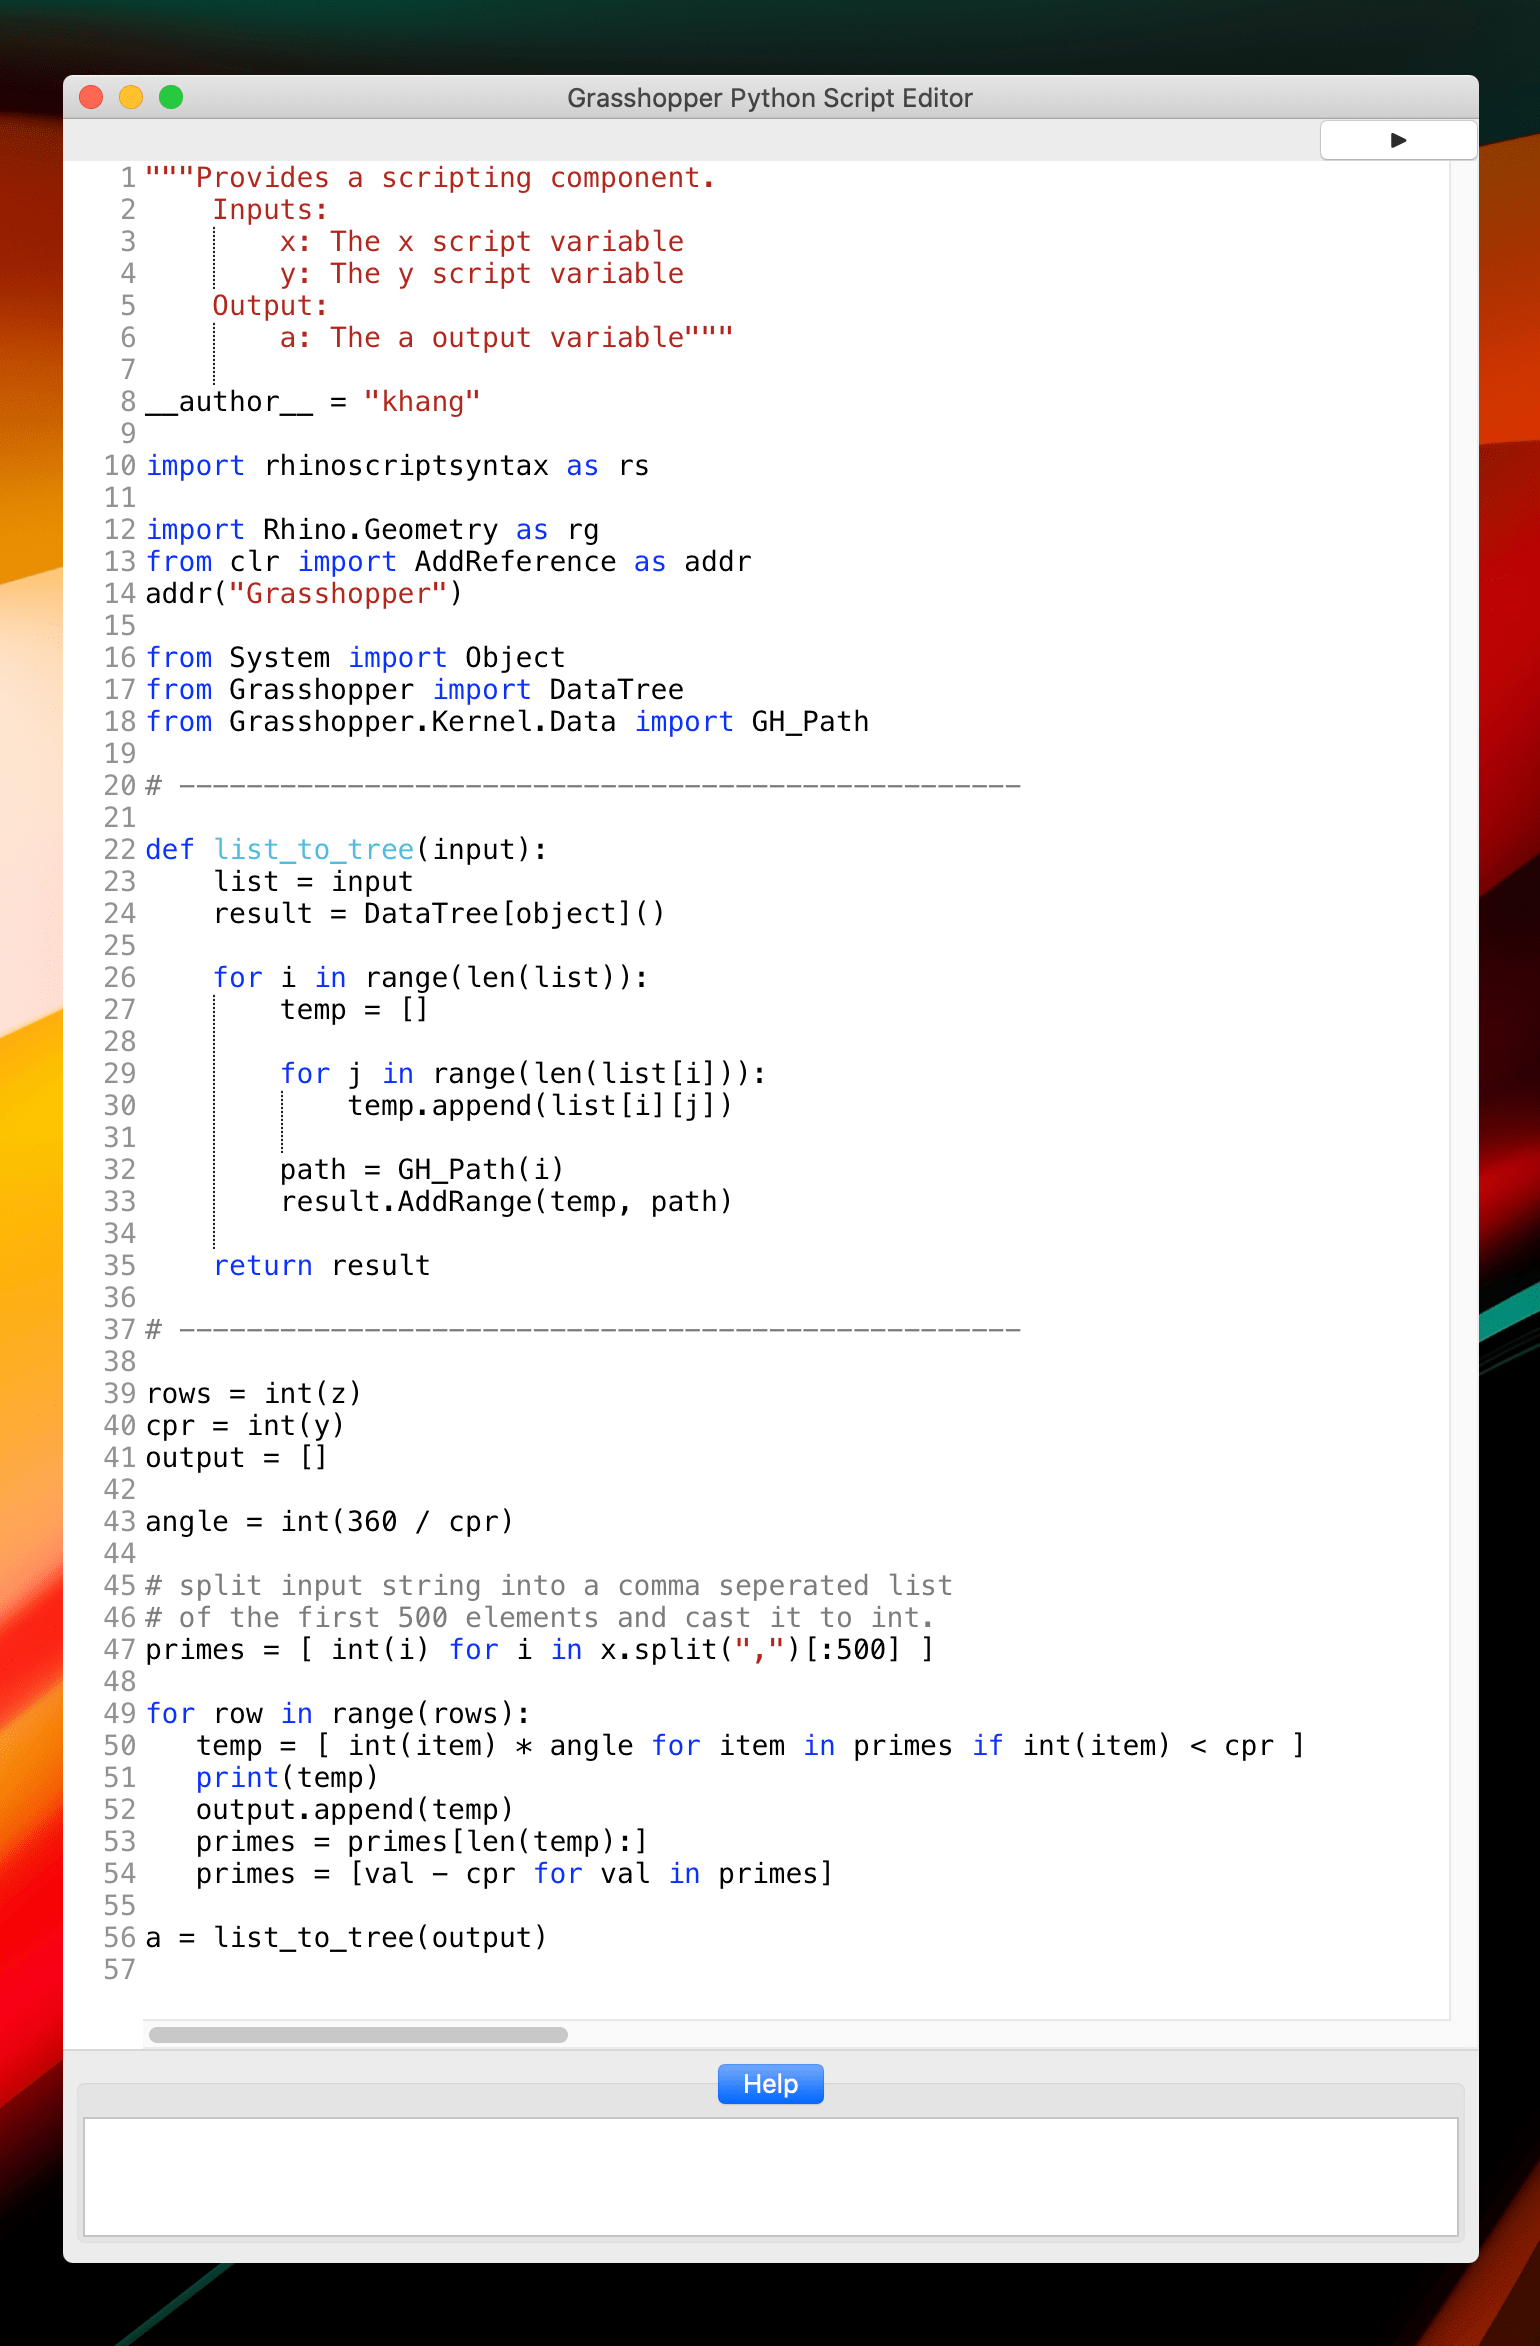 Grasshopper Python Script Editor
1 """Provides a scripting component.
2     Inputs:
3         x: The x script variable
4         y: The y script variable
5     Output:
6         a: The a output variable"""
7
8 __author__ = "khang"
9
10 import rhinoscriptsyntax as rs
11
12 import Rhino.Geometry as rg
13 from clr import AddReference as addr
14 addr("Grasshopper")
15
16 from System import Object
17 from Grasshopper import DataTree
18 from Grasshopper.Kernel.Data import GH_Path
19
20 # --------------------------------------------------
21
22 def list_to_tree(input):
23     list = input
24     result = DataTree[object]()
25
26     for i in range(len(list)):
27         temp = []
28
29         for j in range(len(list[i])):
30             temp.append(list[i][j])
31
32         path = GH_Path(i)
33         result.AddRange(temp, path)
34
35     return result
36
37 # --------------------------------------------------
38
39 rows = int(z)
40 cpr = int(y)
41 output = []
42
43 angle = int(360 / cpr)
44
45 # split input string into a comma seperated list
46 # of the first 500 elements and cast it to int.
47 primes = [ int(i) for i in x.split(",")[:500] ]
48
49 for row in range(rows):
50    temp = [ int(item) * angle for item in primes if int(item) < cpr ]
51    print(temp)
52    output.append(temp)
53    primes = primes[len(temp):]
54    primes = [val - cpr for val in primes]
55
56 a = list_to_tree(output)
57
Help